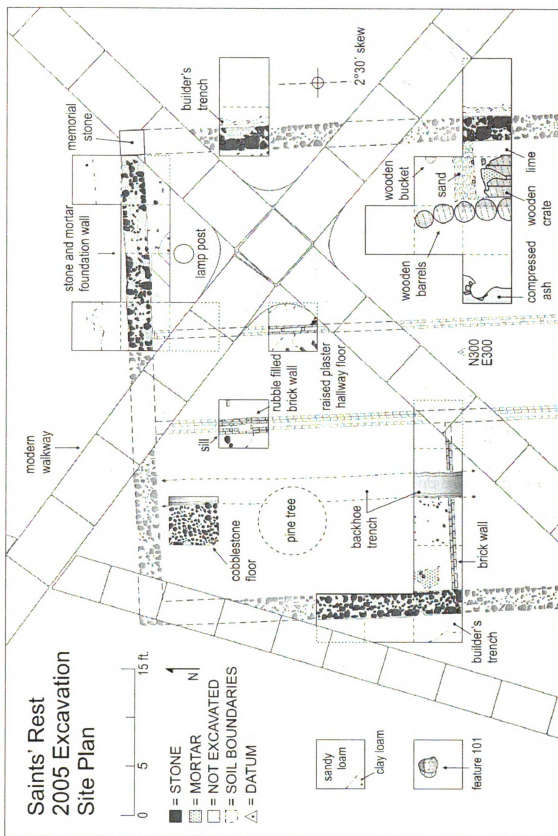 Saints' Rest
2005 Excavation
Site Plan
0 5 10 15 ft.
N
= STONE
= MORTAR
= NOT EXCAVATED
= SOIL BOUNDARIES
= DATUM
sandy
loam
clay loam
feature 101
modern
walkway
stone and mortar
foundation wall
memorial
stone
lamp post
builder's
trench
2°30' skew
cobblestone
floor
sill
rubble filled
brick wall
raised plaster
hallway floor
pine tree
backhoe
trench
brick wall
builder's
trench
N300
E300
wooden
barrels
wooden
bucket
sand
compressed
ash
wooden
crate
lime